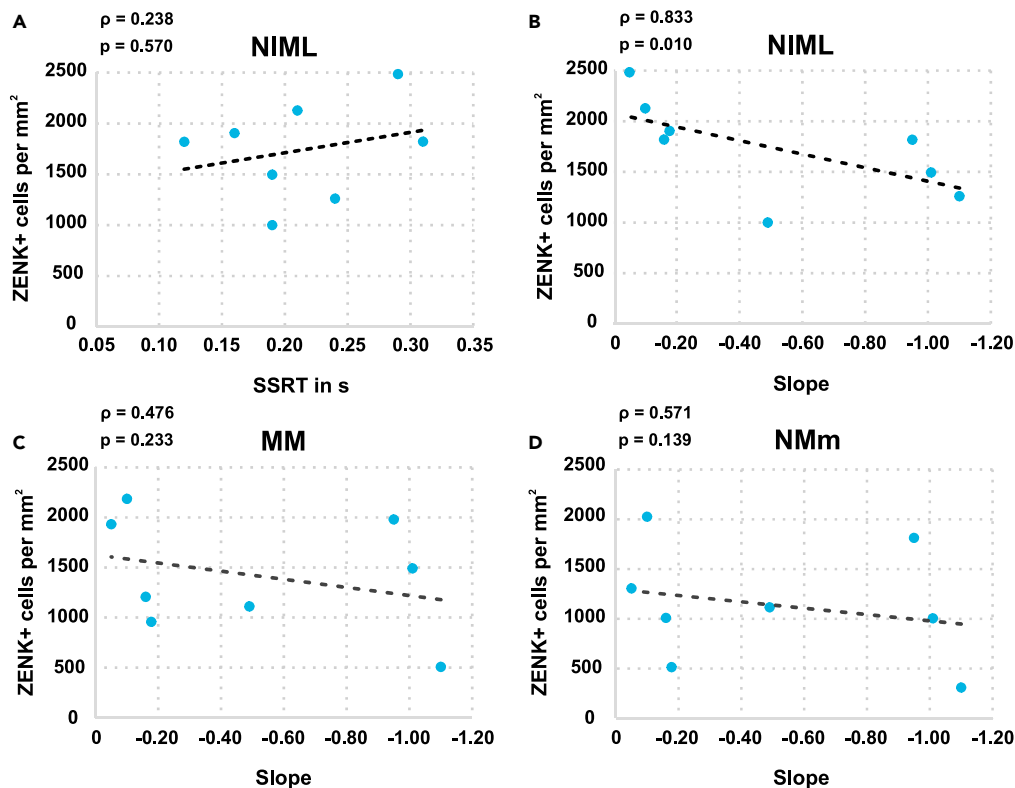 A
ρ = 0.238
p = 0.570
NIML
ZENK+ cells per mm²
2500
2000
1500
1000
500
0
0.05 0.10 0.15 0.20 0.25 0.30 0.35
SSRT in s
B
ρ = 0.833
p = 0.010
NIML
ZENK+ cells per mm²
2500
2000
1500
1000
500
0
0 -0.20 -0.40 -0.60 -0.80 -1.00 -1.20
Slope
C
ρ = 0.476
p = 0.233
MM
ZENK+ cells per mm²
2500
2000
1500
1000
500
0
0 -0.20 -0.40 -0.60 -0.80 -1.00 -1.20
Slope
D
ρ = 0.571
p = 0.139
NMm
ZENK+ cells per mm²
2500
2000
1500
1000
500
0
0 -0.20 -0.40 -0.60 -0.80 -1.00 -1.20
Slope